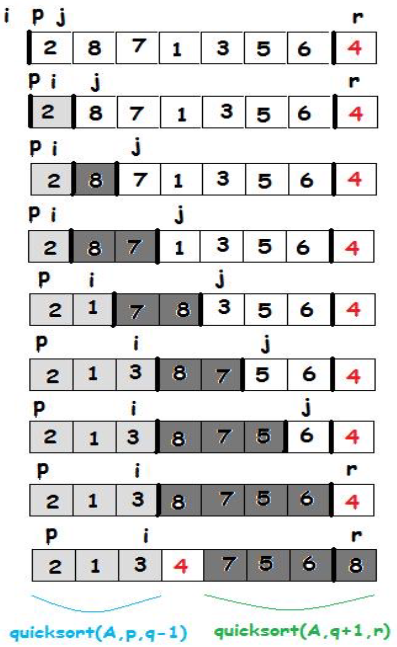 i p j r
2 8 7 1 3 5 6 4
p i j r
2 8 7 1 3 5 6 4
p i j
2 8 7 1 3 5 6 4
p i j
2 8 7 1 3 5 6 4
p i j
2 1 7 8 3 5 6 4
p i j
2 1 3 8 7 5 6 4
p i j
2 1 3 8 7 5 6 4
p i r
2 1 3 8 7 5 6 4
p i r
2 1 3 4 7 5 6 8
quicksort(A,p,q-1) quicksort(A,q+1,r)